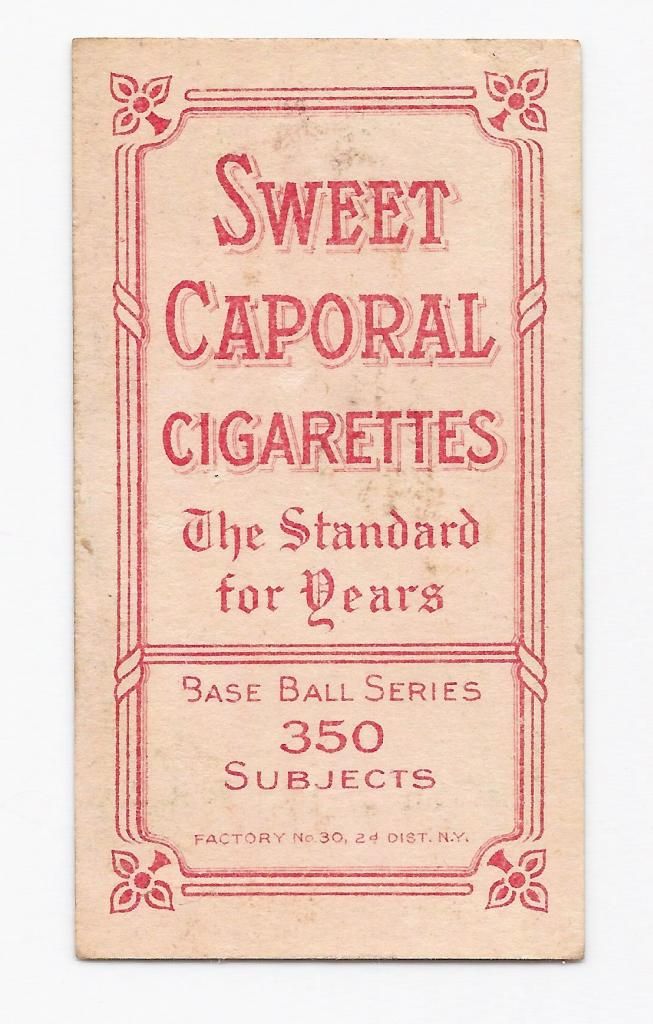 SWEET
CAPORAL
CIGARETTES
The Standard
for Years
BASE BALL SERIES
350
SUBJECTS
FACTORY No. 30, 2d DIST. N.Y.